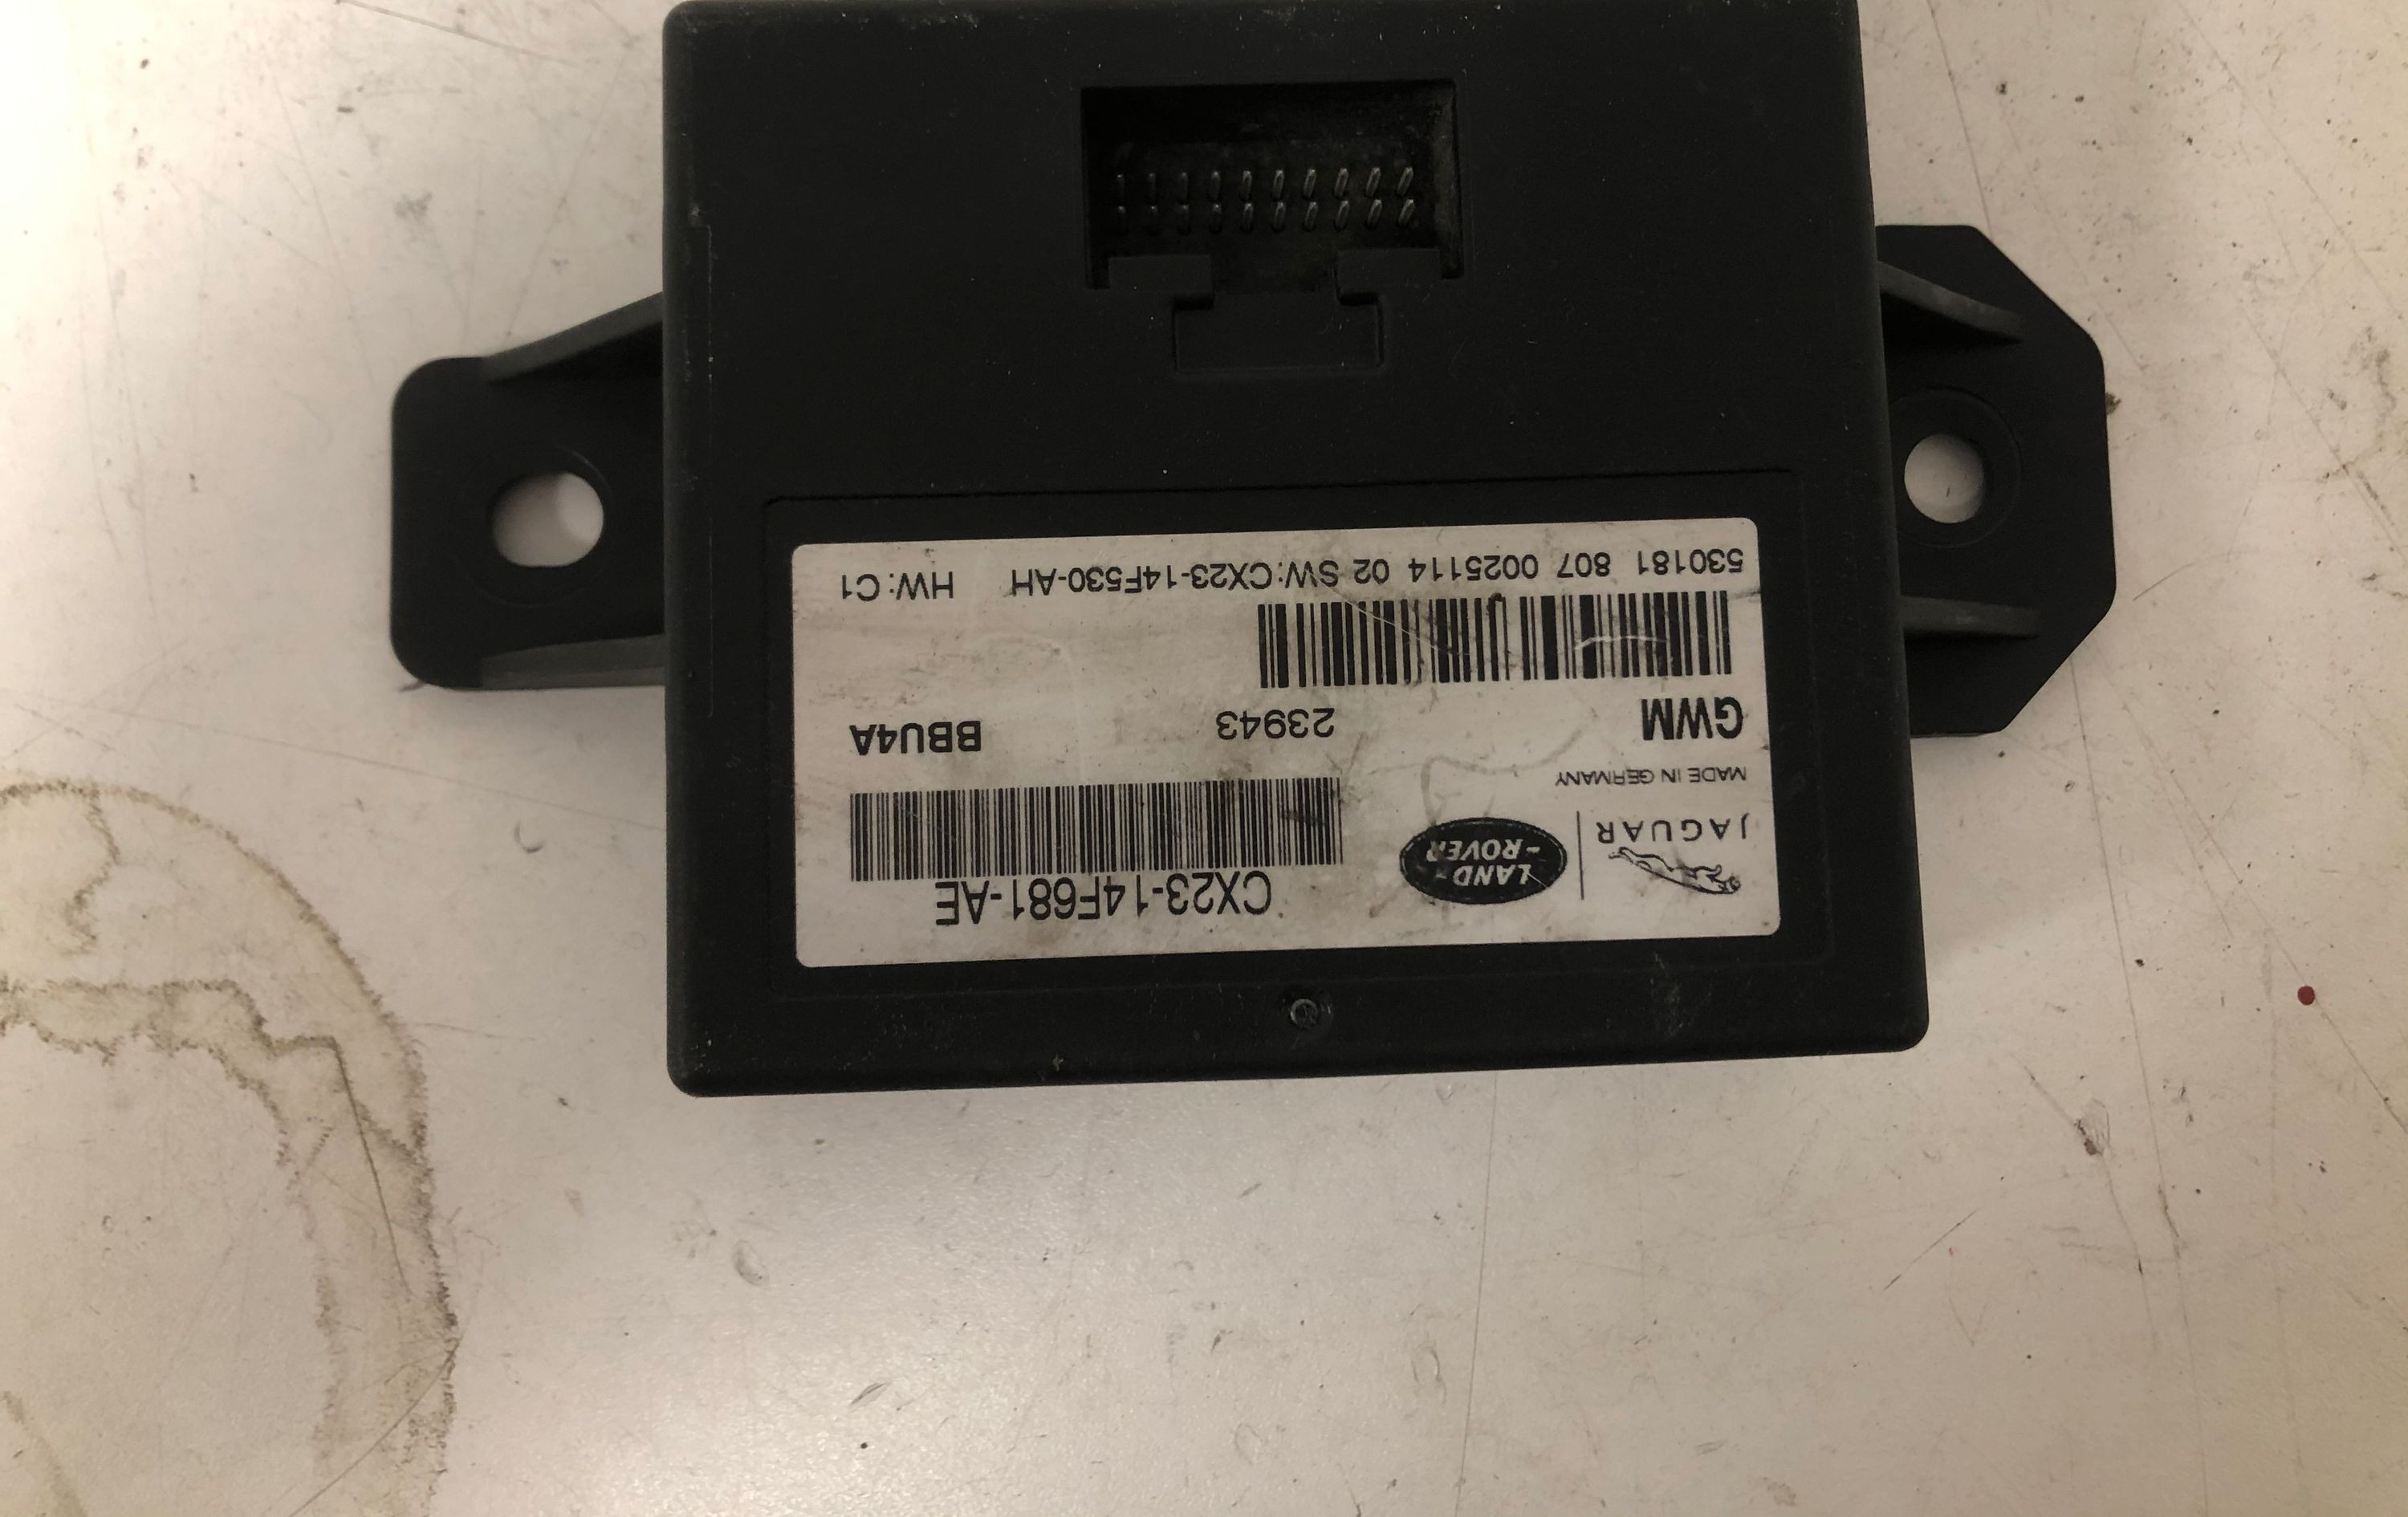 CX23-14F681-AE
JAGUAR
LAND-
-ROVER
MADE IN GERMANY
GWM 23943 BBU4A
530181 807 0025114 02 SW:CX23-14F530-AH HW:C1